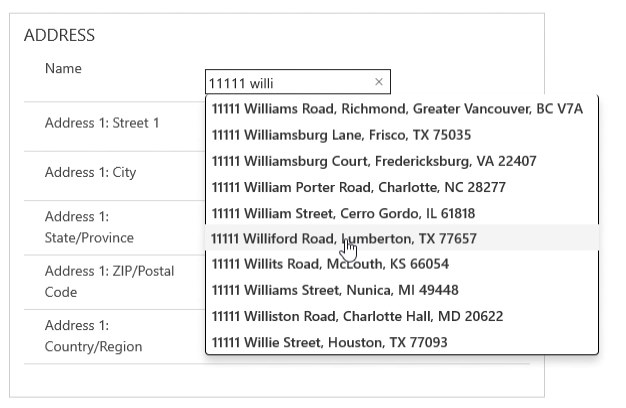 ADDRESS
Name
11111 willi
×
11111 Williams Road, Richmond, Greater Vancouver, BC V7A
Address 1: Street 1
11111 Williamsburg Lane, Frisco, TX 75035
11111 Williamsburg Court, Fredericksburg, VA 22407
Address 1: City
11111 William Porter Road, Charlotte, NC 28277
11111 William Street, Cerro Gordo, IL 61818
Address 1:
State/Province
11111 Williford Road, Lumberton, TX 77657
11111 Willits Road, McLouth, KS 66054
Address 1: ZIP/Postal
Code
11111 Williams Street, Nunica, MI 49448
11111 Williston Road, Charlotte Hall, MD 20622
Address 1:
Country/Region
11111 Willie Street, Houston, TX 77093